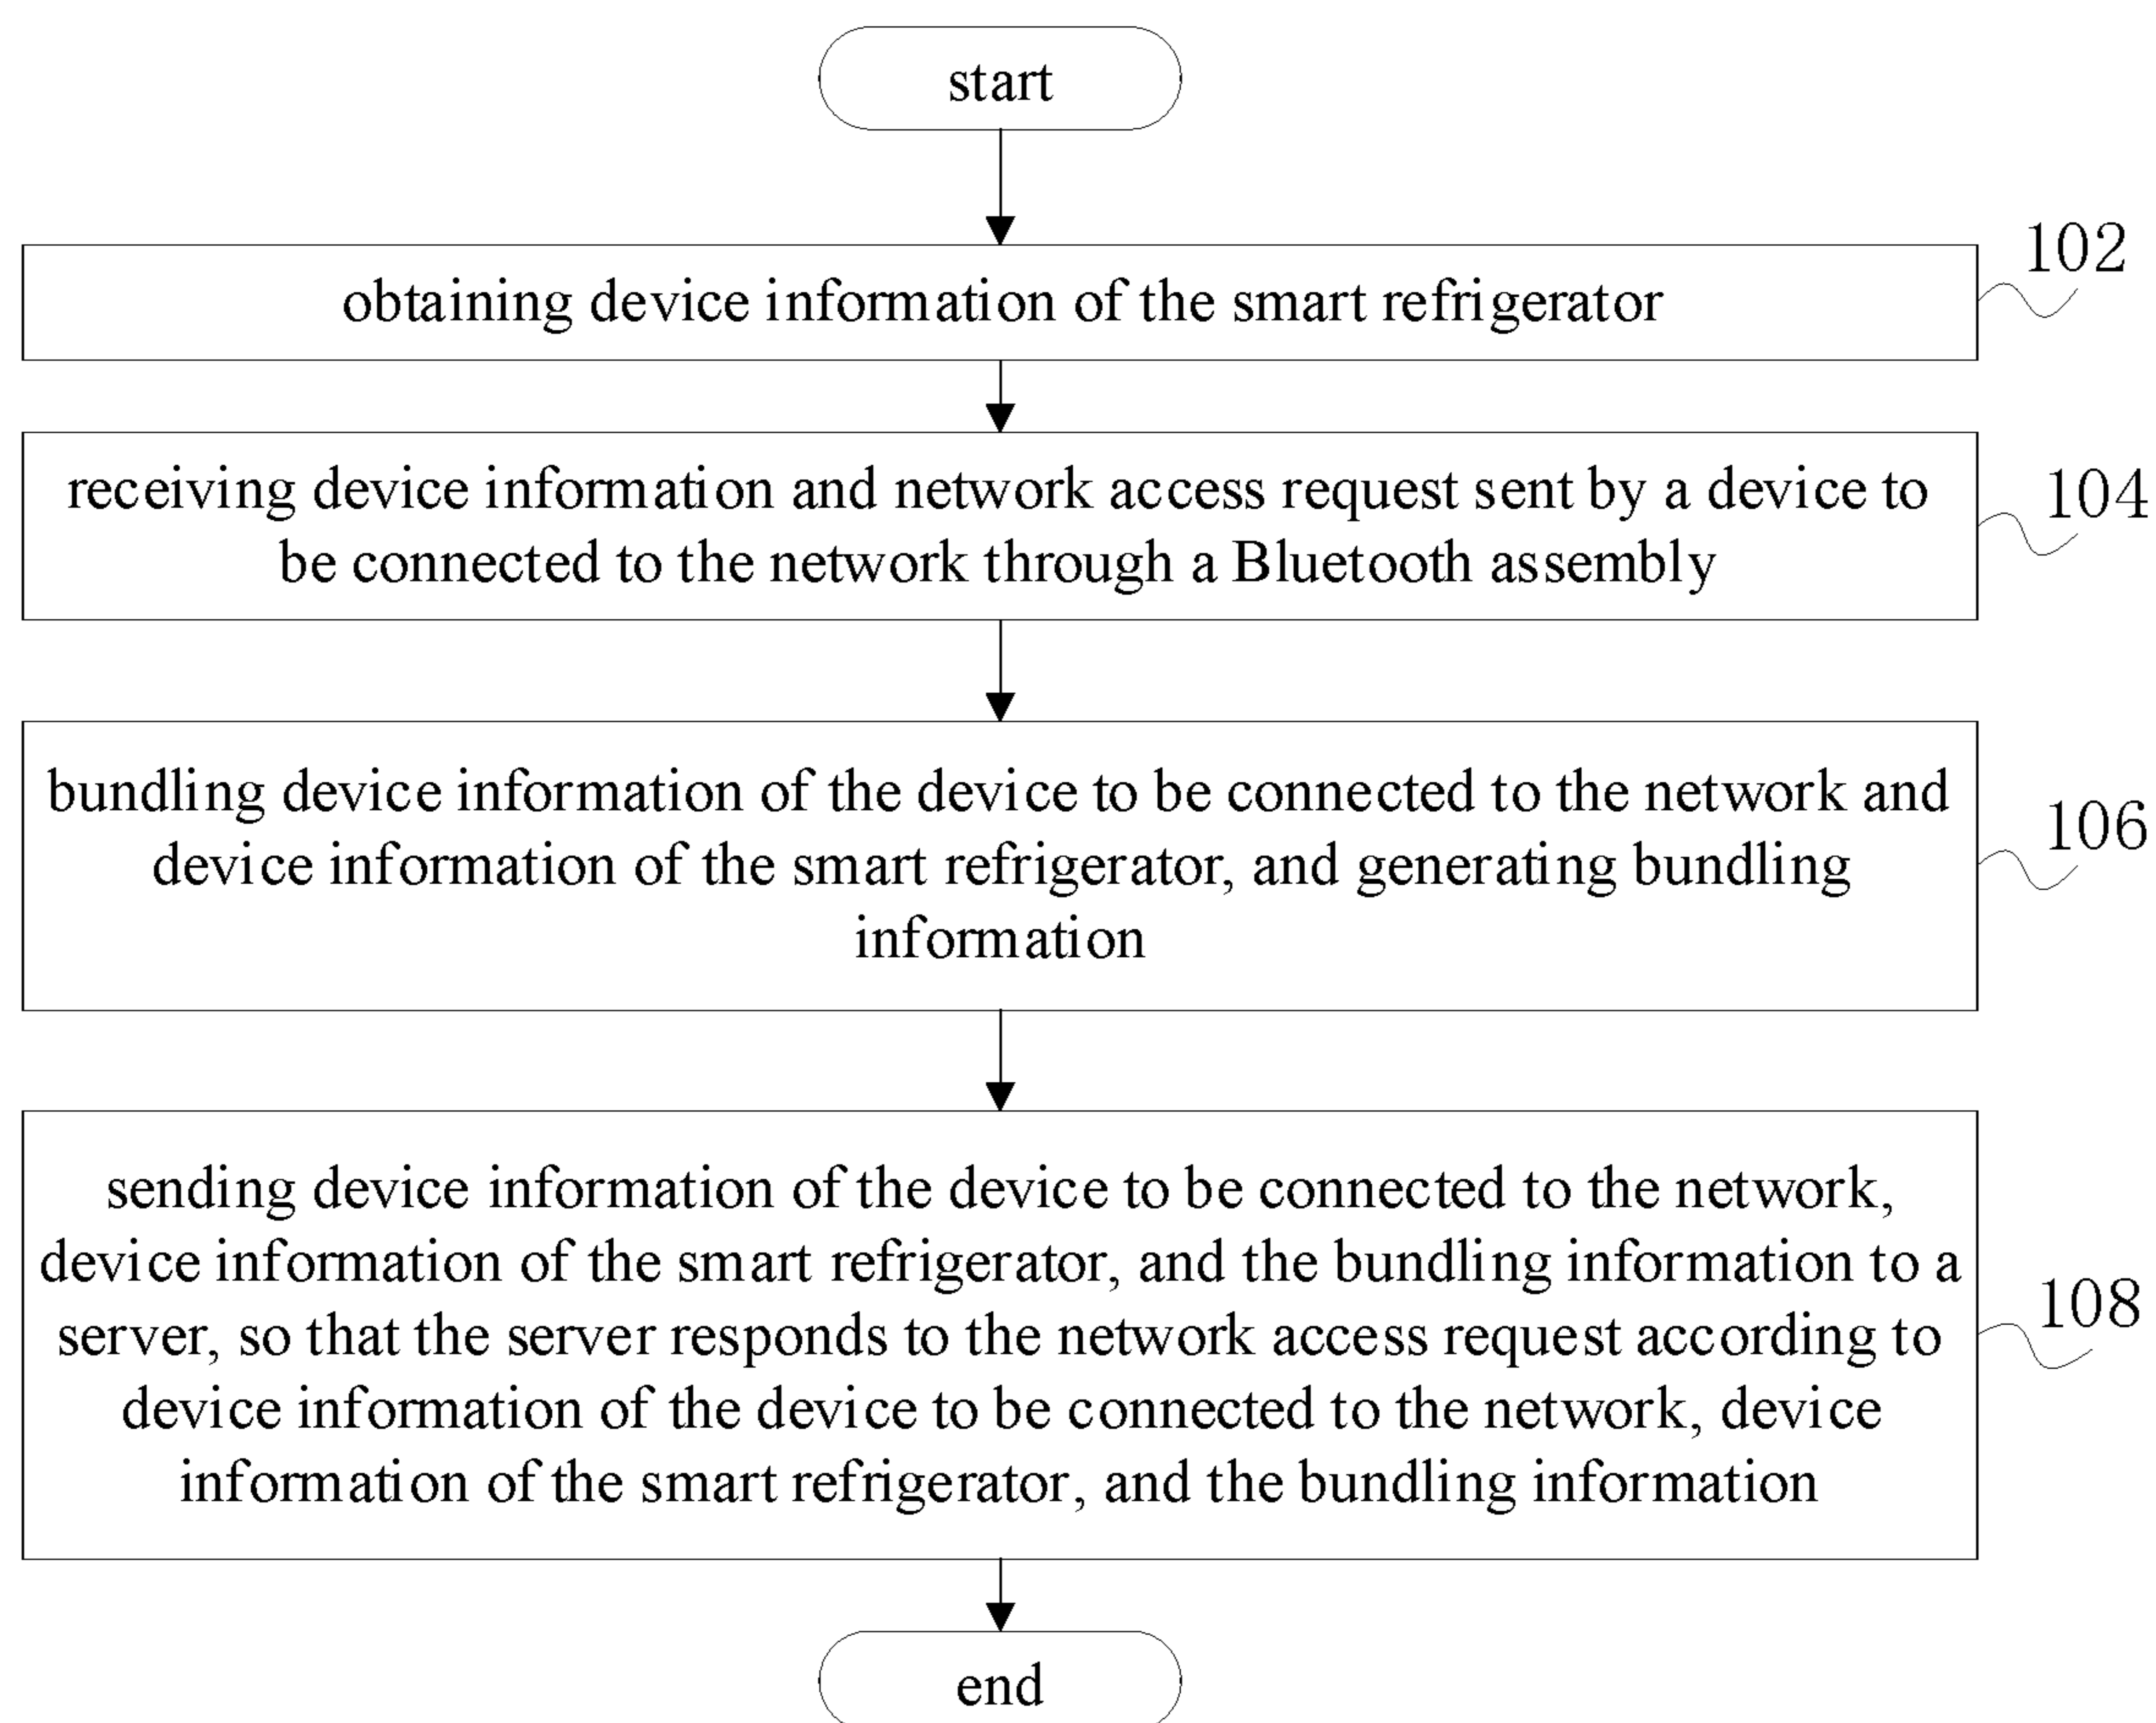 start
obtaining device information of the smart refrigerator
102
receiving device information and network access request sent by a device to
be connected to the network through a Bluetooth assembly
104
bundling device information of the device to be connected to the network and
device information of the smart refrigerator, and generating bundling
information
106
sending device information of the device to be connected to the network,
device information of the smart refrigerator, and the bundling information to a
server, so that the server responds to the network access request according to
device information of the device to be connected to the network, device
information of the smart refrigerator, and the bundling information
108
end